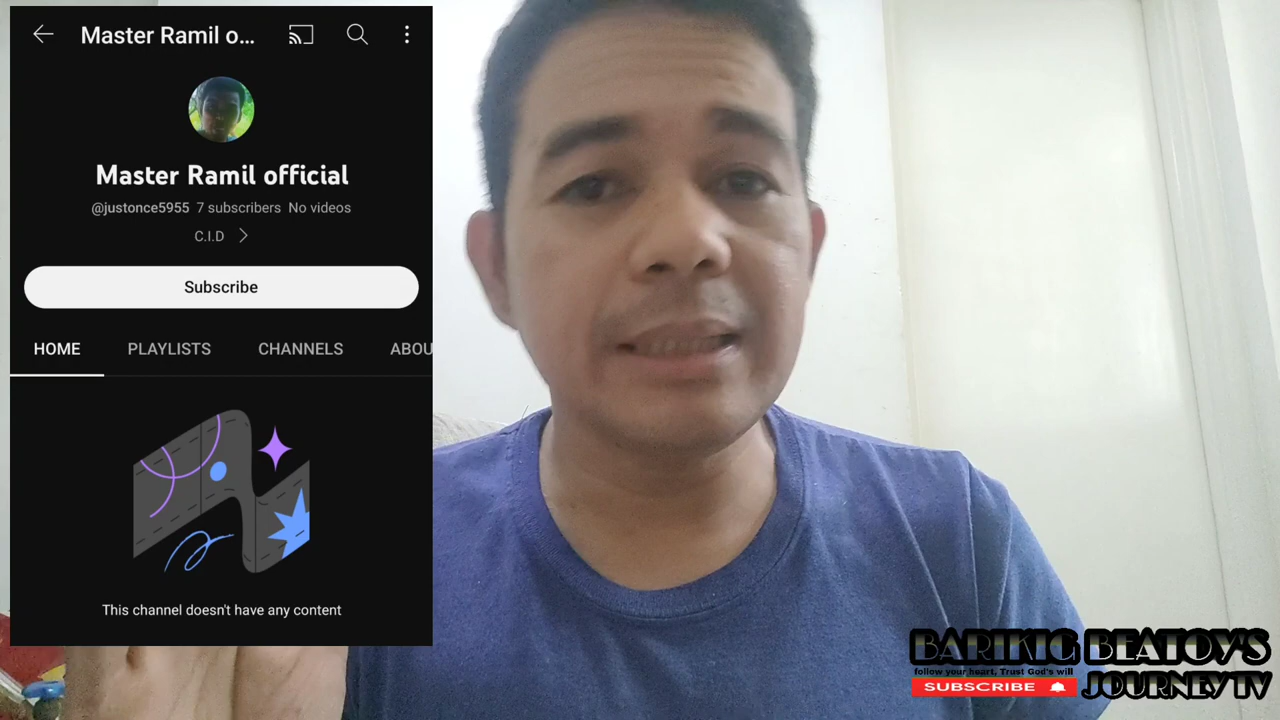 Master Ramil o...
Master Ramil official
@justonce5955 7 subscribers No videos
C.I.D
Subscribe
HOME PLAYLISTS CHANNELS ABOU
This channel doesn't have any content
BARIKIG BEATOY'S
follow your heart, Trust God's will
SUBSCRIBE JOURNEY TV